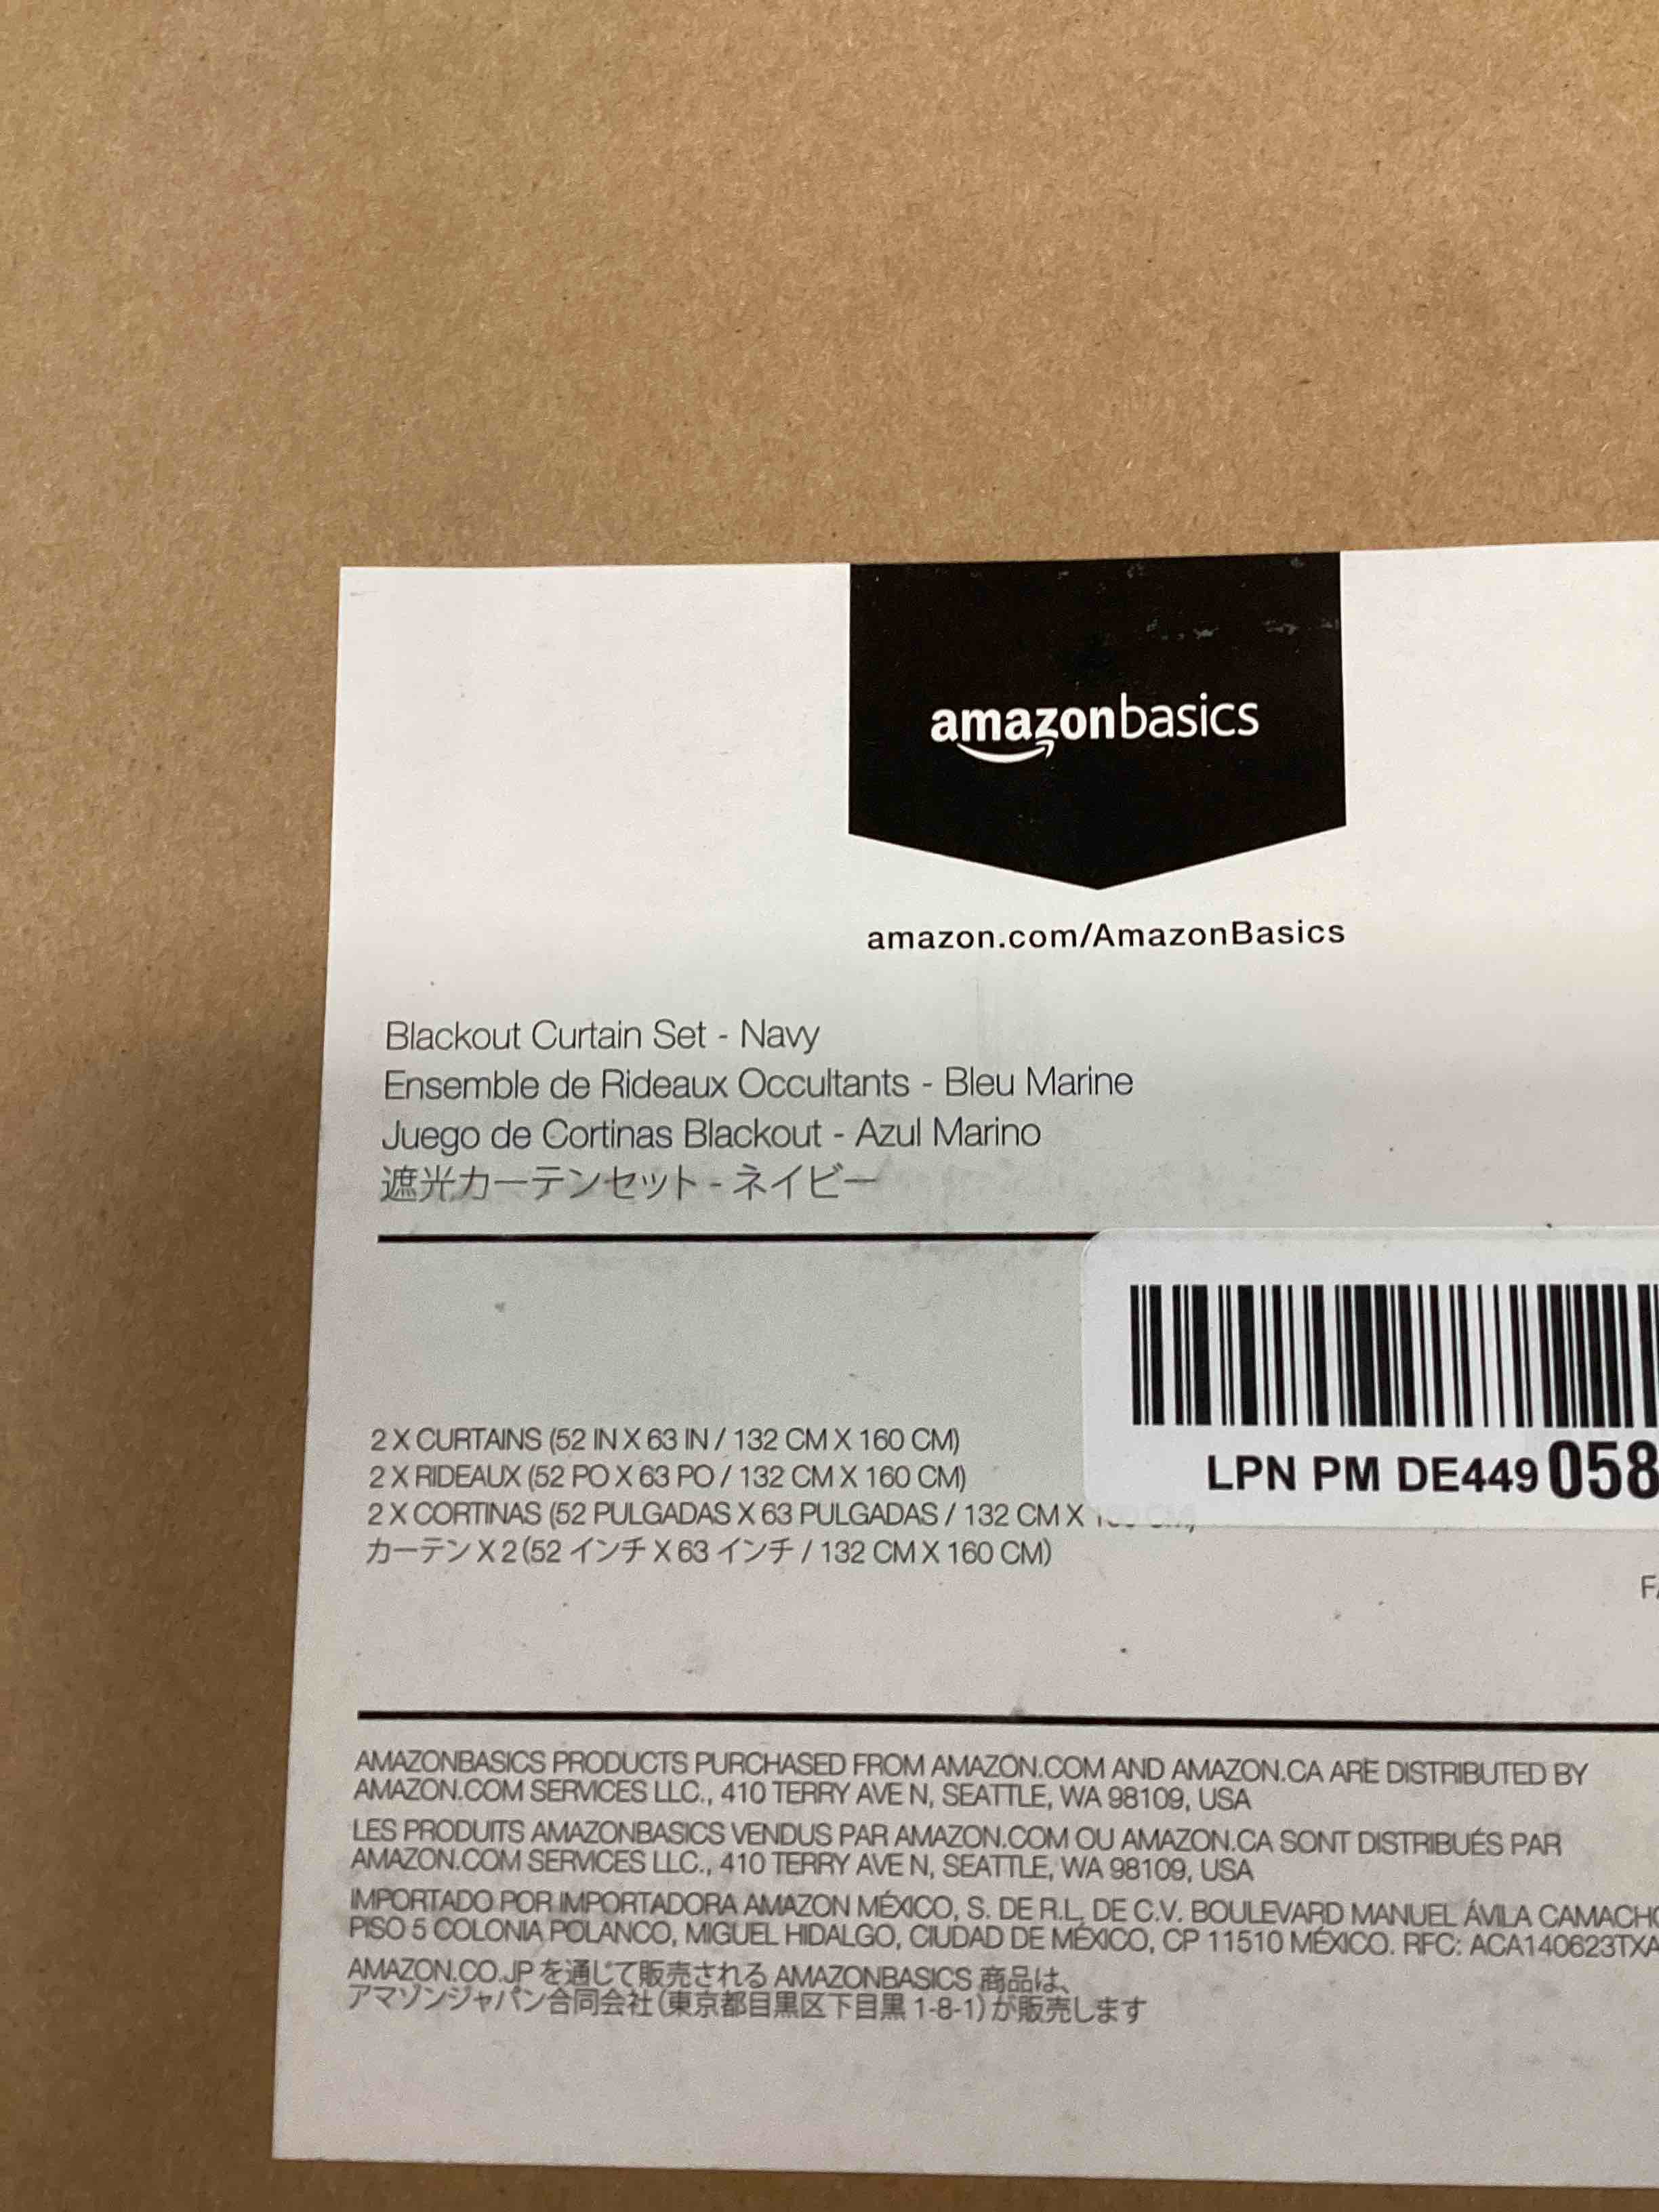 amazonbasics
amazon.com/AmazonBasics
Blackout Curtain Set - Navy
Ensemble de Rideaux Occultants - Bleu Marine
Juego de Cortinas Blackout - Azul Marino
遮光カーテンセット - ネイビー
LPN PM DE449058
2 X CURTAINS (52 IN X 63 IN / 132 CM X 160 CM)
2 X RIDEAUX (52 PO X 63 PO / 132 CM X 160 CM)
2 X CORTINAS (52 PULGADAS X 63 PULGADAS / 132 CM X
カーテン X 2 (52 インチ X 63 インチ / 132 CM X 160 CM)
AMAZONBASICS PRODUCTS PURCHASED FROM AMAZON.COM AND AMAZON.CA ARE DISTRIBUTED BY
AMAZON.COM SERVICES LLC., 410 TERRY AVE N, SEATTLE, WA 98109, USA
LES PRODUITS AMAZONBASICS VENDUS PAR AMAZON.COM OU AMAZON.CA SONT DISTRIBUÉS PAR
AMAZON.COM SERVICES LLC., 410 TERRY AVE N, SEATTLE, WA 98109, USA
IMPORTADO POR IMPORTADORA AMAZON MÉXICO, S. DE R.L. DE C.V. BOULEVARD MANUEL ÁVILA CAMACHO
PISO 5 COLONIA POLANCO, MIGUEL HIDALGO, CIUDAD DE MÉXICO, CP 11510 MÉXICO. RFC: ACA140623TXA
AMAZON.CO.JP を通じて販売される AMAZONBASICS 商品は、
アマゾンジャパン合同会社（東京都目黒区下目黒 1-8-1）が販売します